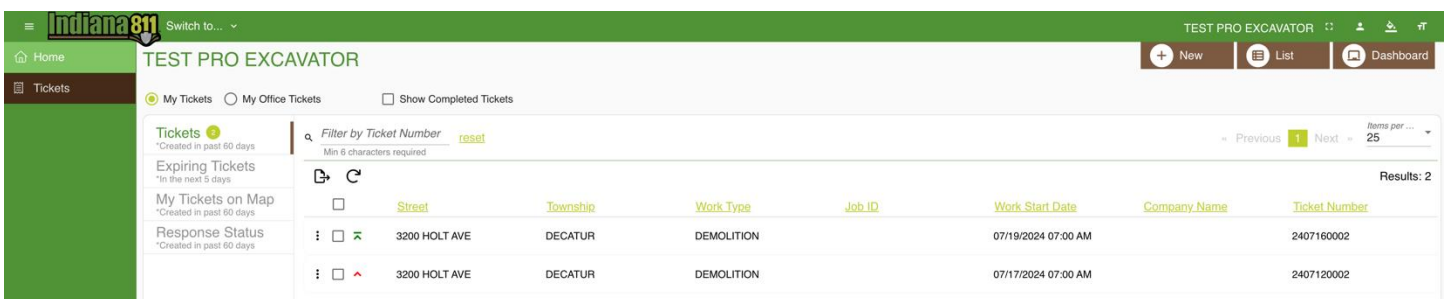 Indiana 811 Switch to... TEST PRO EXCAVATOR
Home
TEST PRO EXCAVATOR
New List Dashboard
Tickets
My Tickets My Office Tickets Show Completed Tickets
Tickets 2
*Created in past 60 days
Expiring Tickets
*In the next 5 days
My Tickets on Map
*Created in past 60 days
Response Status
*Created in past 60 days
Filter by Ticket Number reset
Min 6 characters required
« Previous 1 Next »
Items per ...
25
Results: 2
Street Township Work Type Job ID Work Start Date Company Name Ticket Number
3200 HOLT AVE DECATUR DEMOLITION 07/19/2024 07:00 AM 2407160002
3200 HOLT AVE DECATUR DEMOLITION 07/17/2024 07:00 AM 2407120002